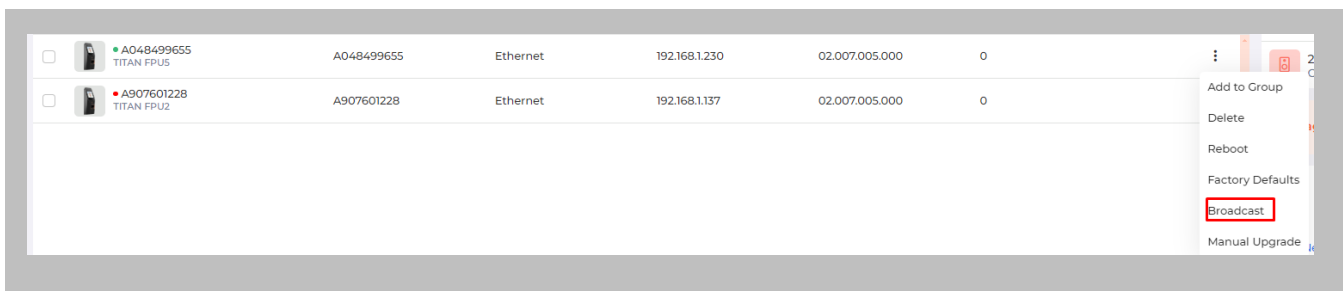 A048499655
TITAN FPU5
A048499655 Ethernet 192.168.1.230 02.007.005.000 0
A907601228
TITAN FPU2
A907601228 Ethernet 192.168.1.137 02.007.005.000 0
Add to Group
Delete
Reboot
Factory Defaults
Broadcast
Manual Upgrade